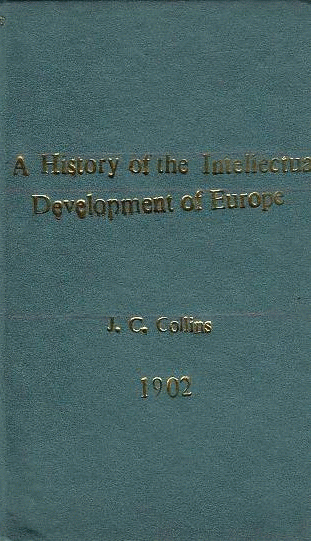 A History of the Intellectua
Development of Europe
J. C. Collins
1902